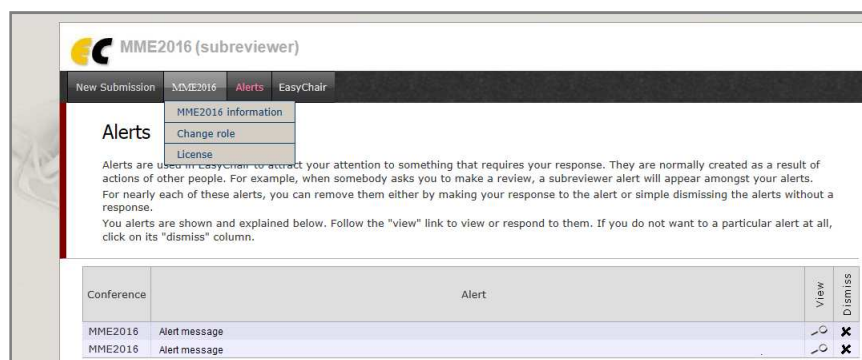 EC MME2016 (subreviewer)
New Submission MME2016 Alerts EasyChair
MME2016 information
Change role
License
Alerts
Alerts are used in EasyChair to attract your attention to something that requires your response. They are normally created as a result of
actions of other people. For example, when somebody asks you to make a review, a subreviewer alert will appear amongst your alerts.
For nearly each of these alerts, you can remove them either by making your response to the alert or simple dismissing the alerts without a
response.
You alerts are shown and explained below. Follow the "view" link to view or respond to them. If you do not want to a particular alert at all,
click on its "dismiss" column.
Conference Alert View Dismiss
MME2016 Alert message
MME2016 Alert message